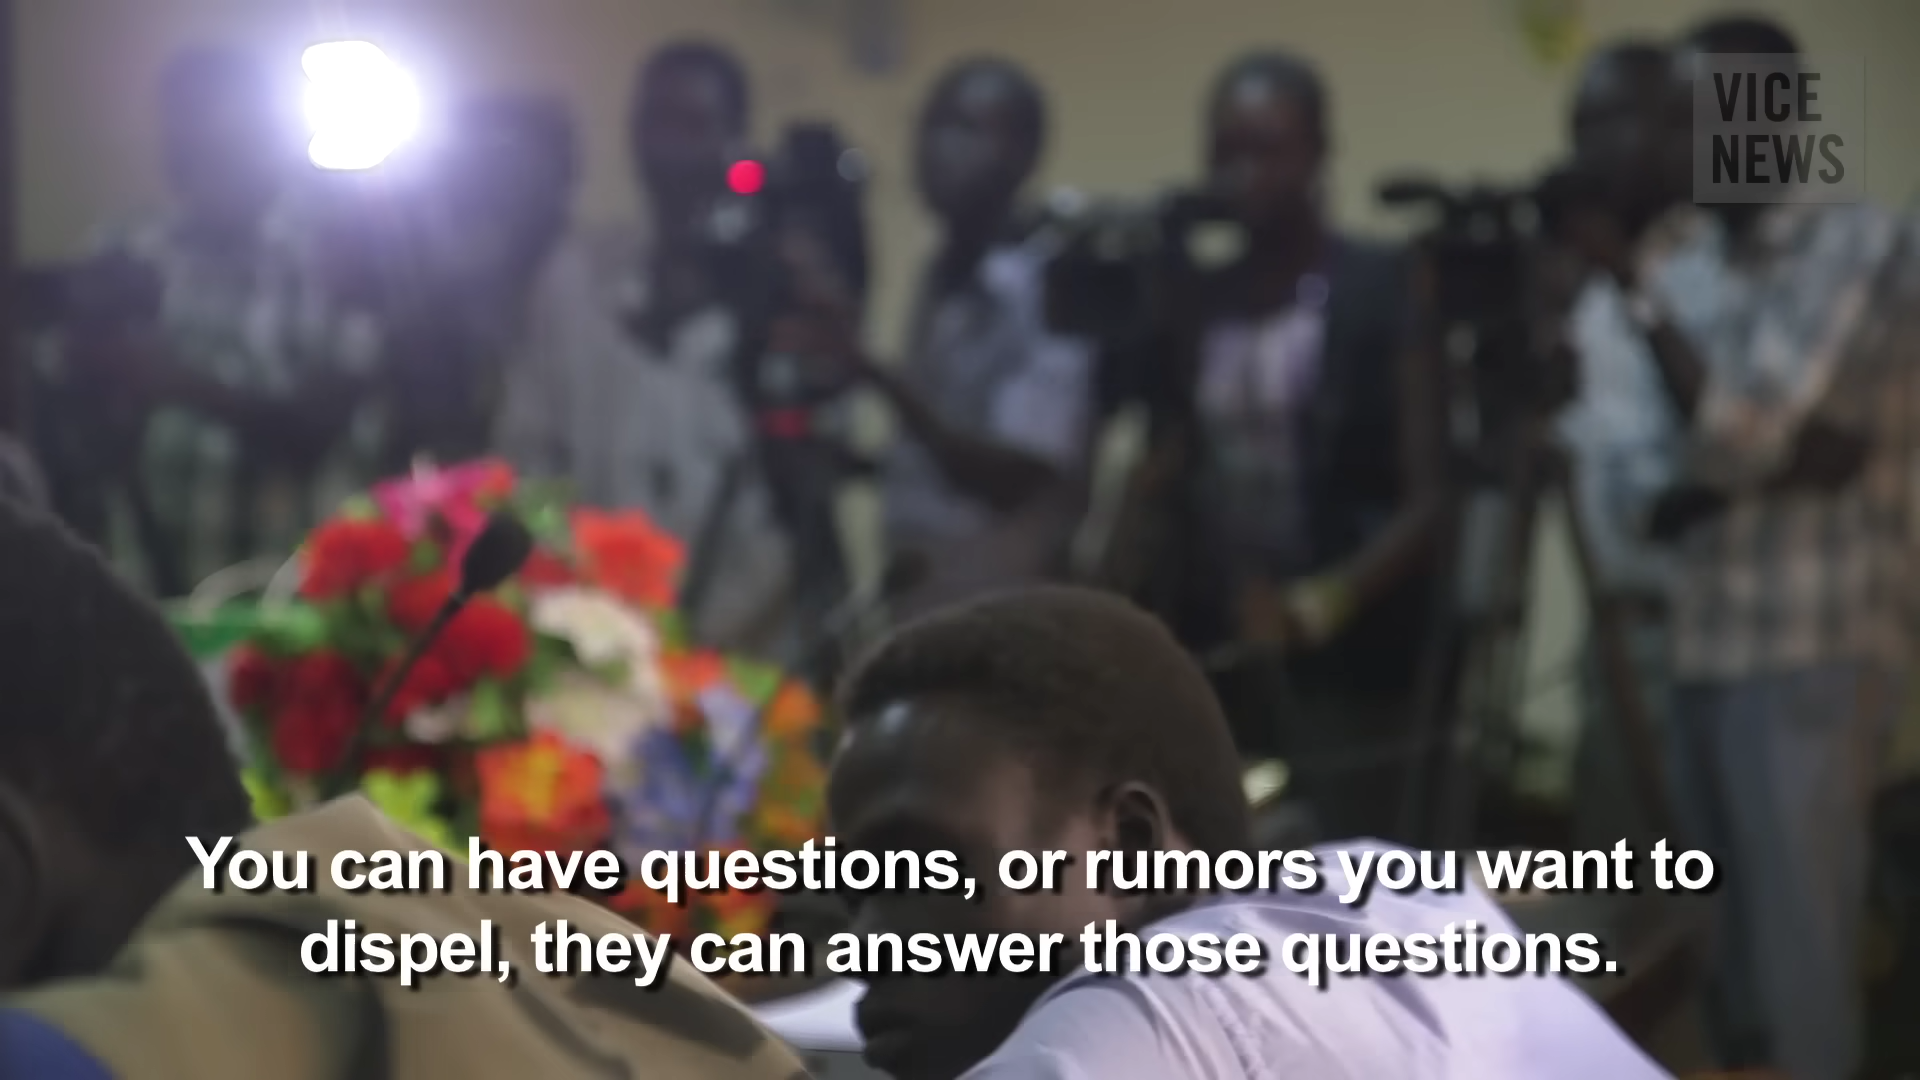 VICE
NEWS
You can have questions, or rumors you want to
dispel, they can answer those questions.